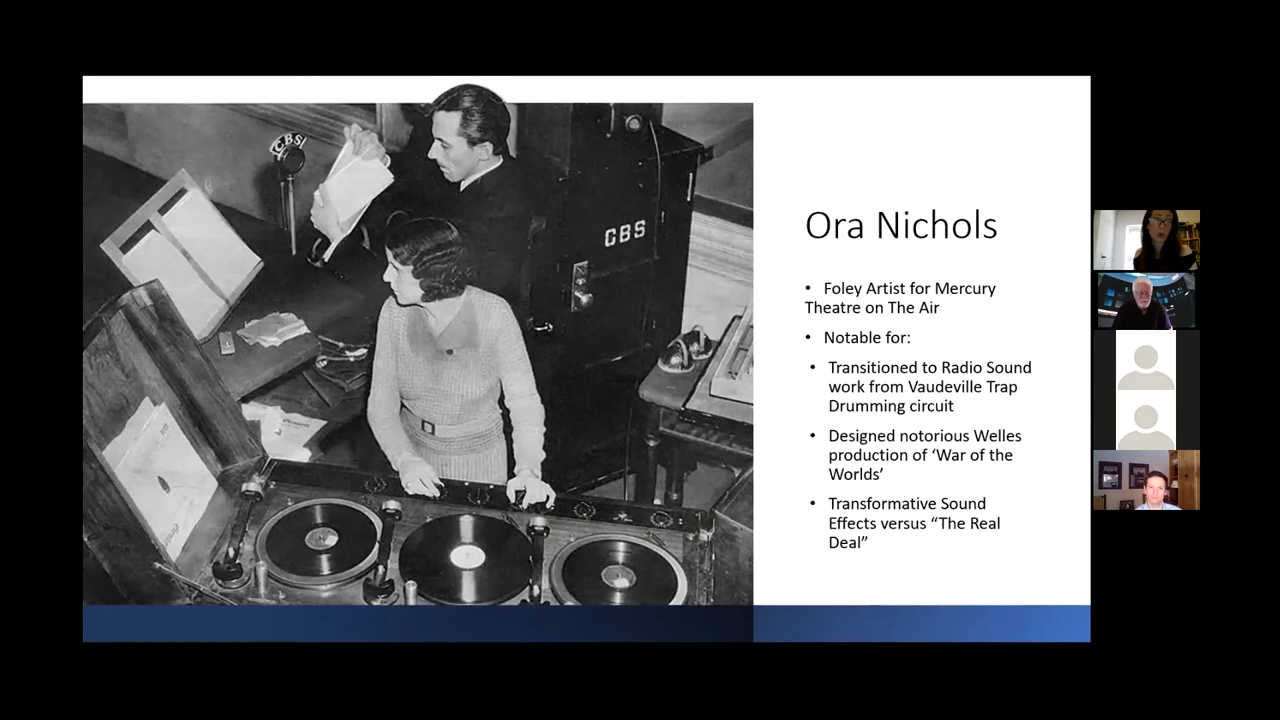 CBS
CBS
Ora Nichols
• Foley Artist for Mercury
Theatre on The Air
• Notable for:
• Transitioned to Radio Sound
work from Vaudeville Trap
Drumming circuit
• Designed notorious Welles
production of ‘War of the
Worlds’
• Transformative Sound
Effects versus “The Real
Deal”